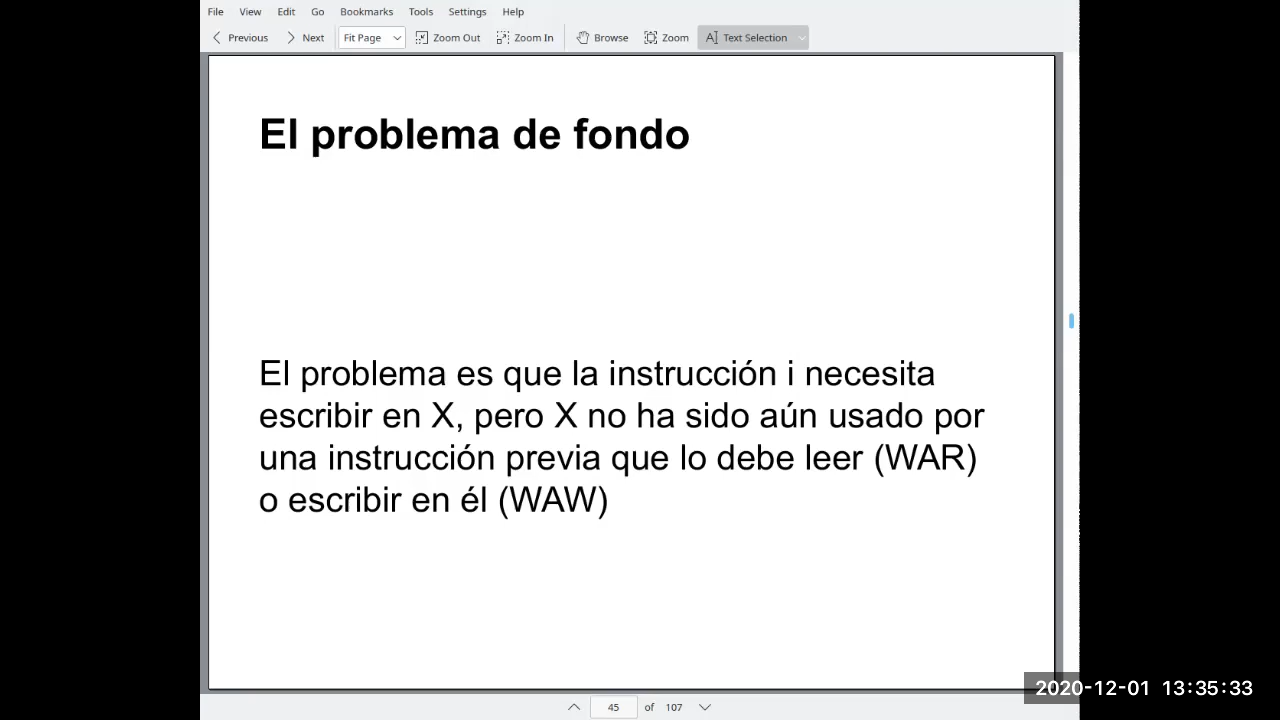 File View Edit Go Bookmarks Tools Settings Help
Previous Next Fit Page Zoom Out Zoom In Browse Zoom Text Selection
El problema de fondo
El problema es que la instrucción i necesita
escribir en X, pero X no ha sido aún usado por
una instrucción previa que lo debe leer (WAR)
o escribir en él (WAW)
2020-12-01 13:35:33
45 of 107